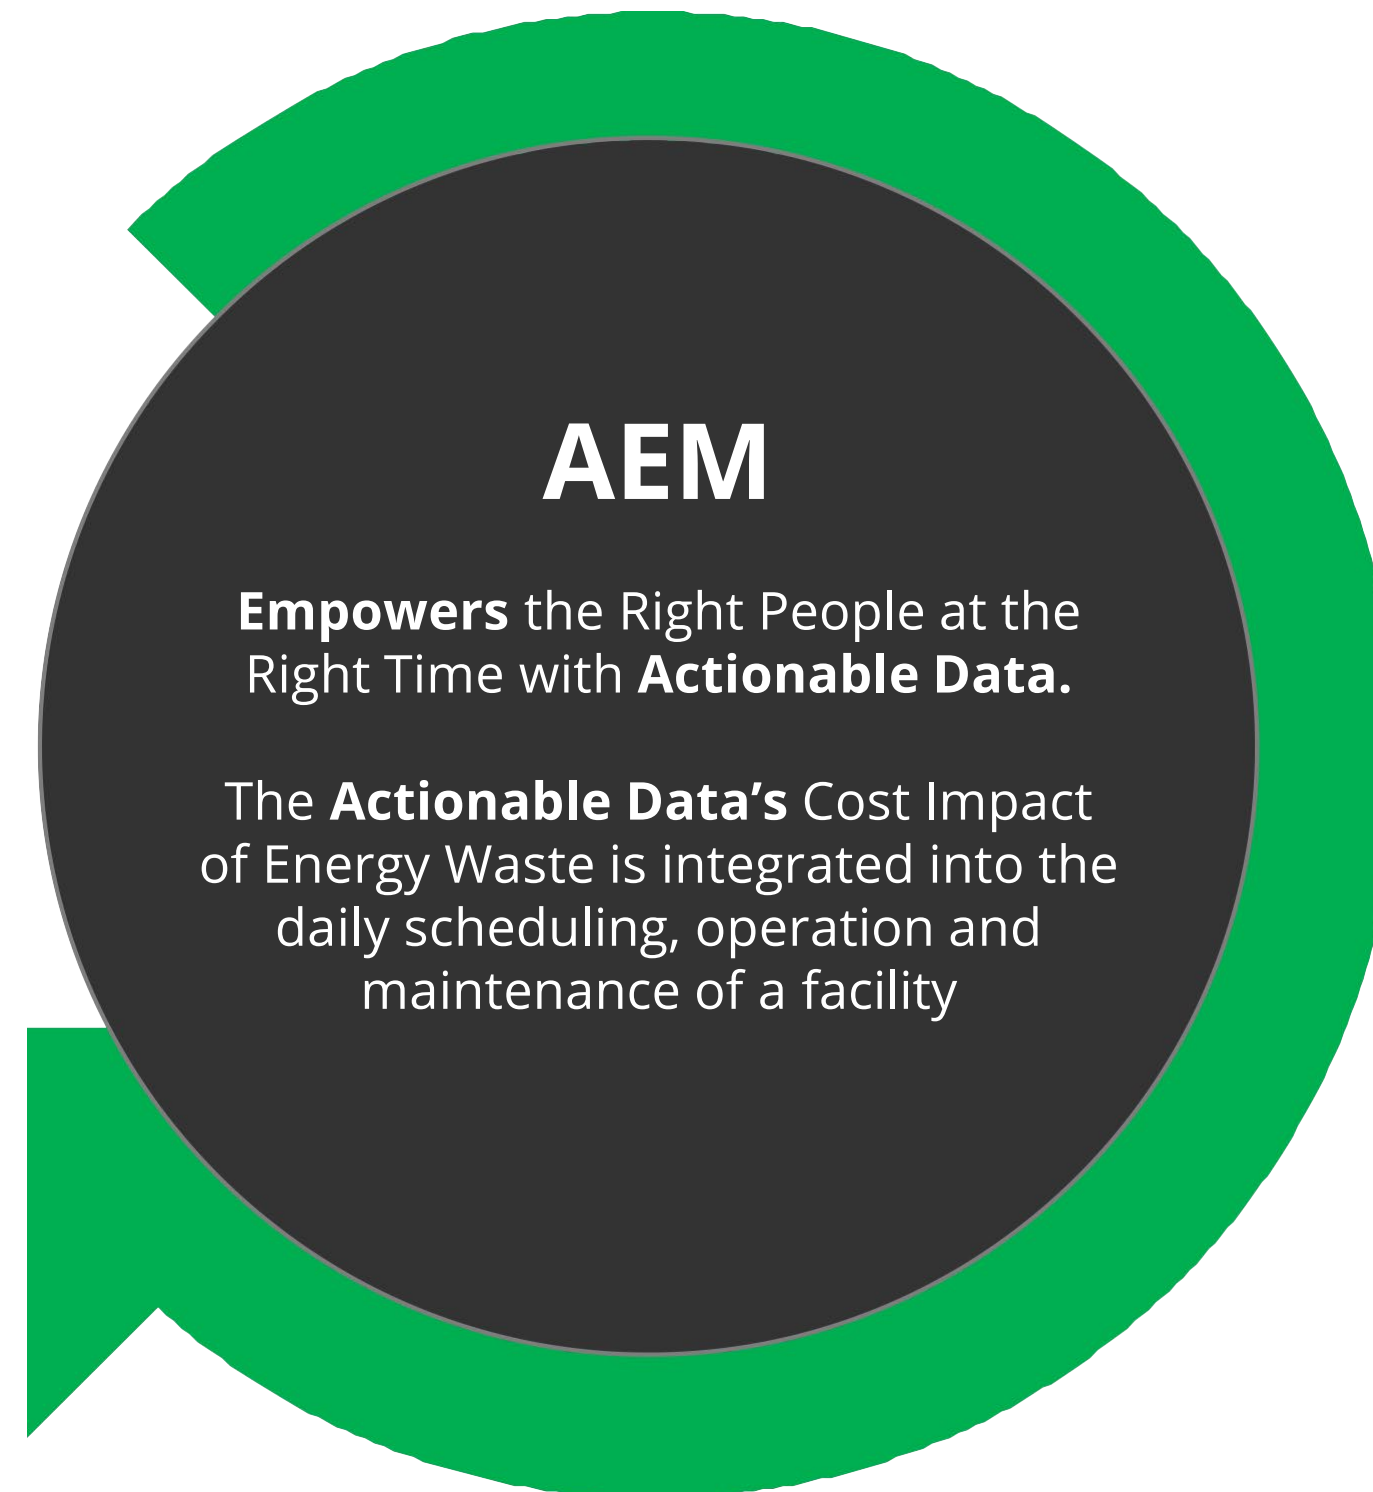 AEM
Empowers the Right People at the
Right Time with Actionable Data.
The Actionable Data’s Cost Impact
of Energy Waste is integrated into the
daily scheduling, operation and
maintenance of a facility